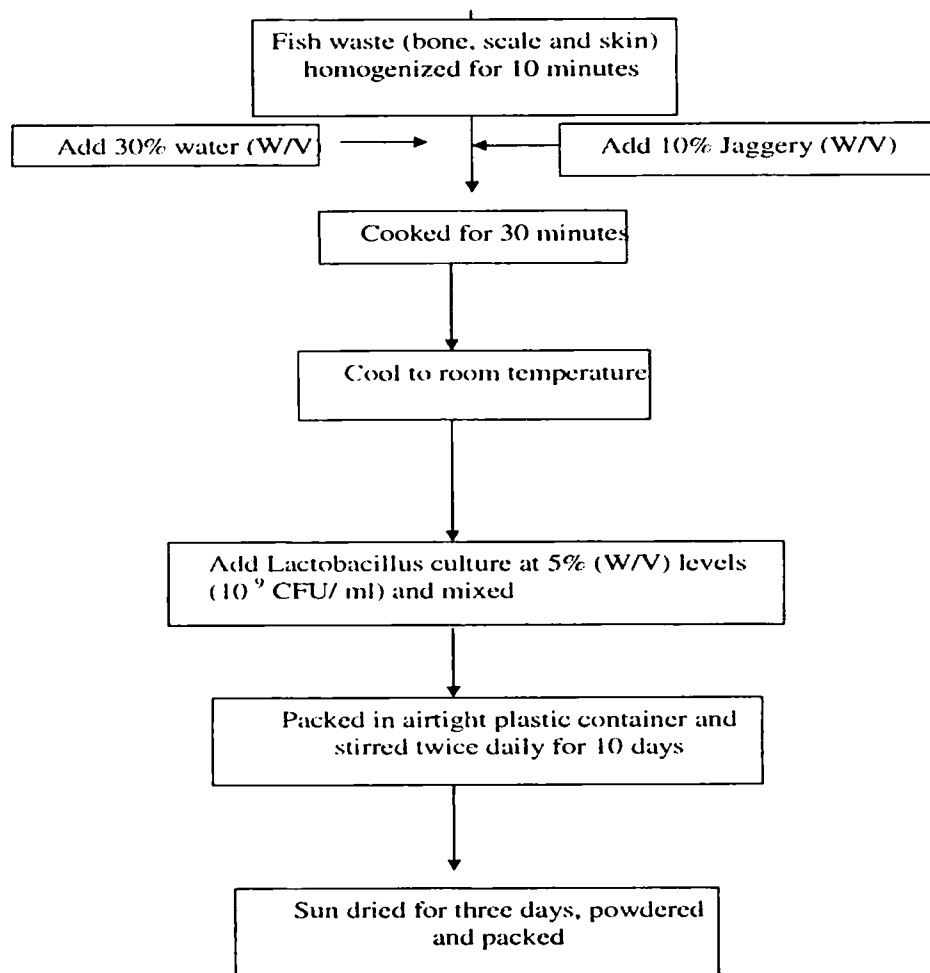 Fish waste (bone, scale and skin)
homogenized for 10 minutes
Add 30% water (W/V)
Add 10% Jaggery (W/V)
Cooked for 30 minutes
Cool to room temperature
Add Lactobacillus culture at 5% (W/V) levels
(10⁹ CFU/ ml) and mixed
Packed in airtight plastic container and
stirred twice daily for 10 days
Sun dried for three days, powdered
and packed